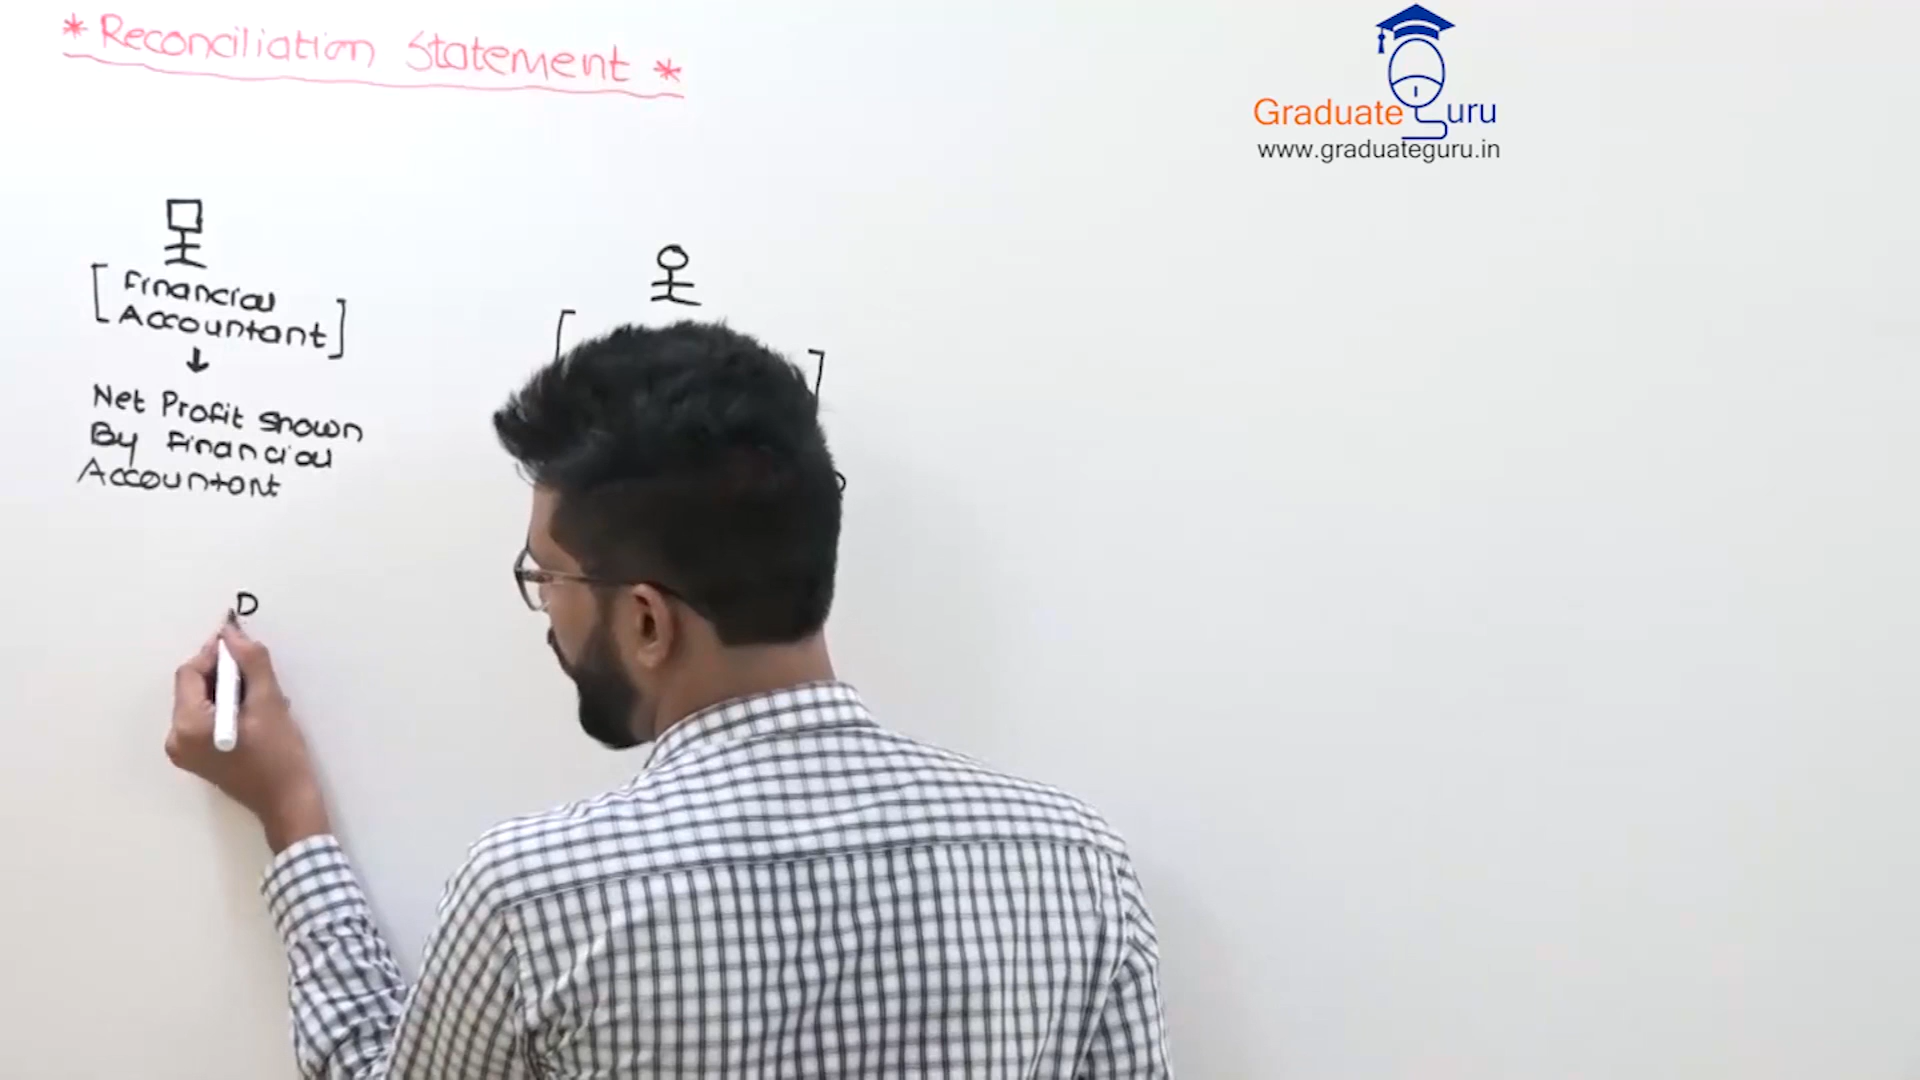 * Reconciliation Statement *
Graduate Guru
www.graduateguru.in
[ Financial
Accountant ]
Net Profit shown
By Financial
Accountant
D